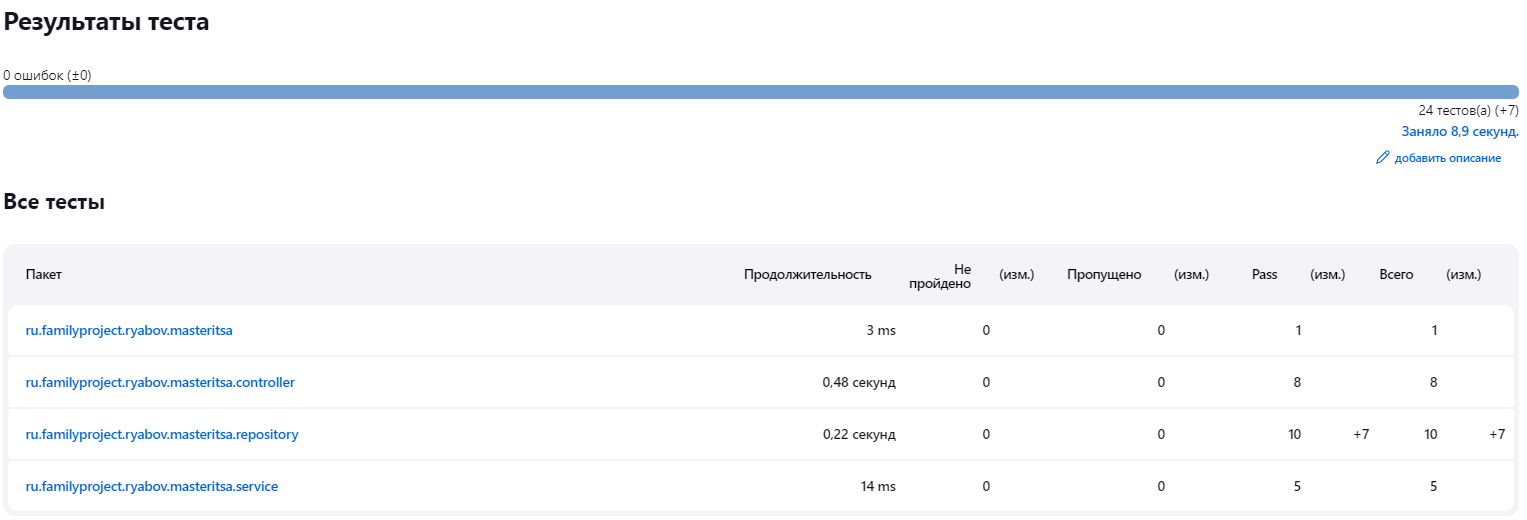 Результаты теста
0 ошибок (±0)
24 тестов(а) (+7)
Заняло 8,9 секунд.
добавить описание
Все тесты
Пакет Продолжительность Не пройдено (изм.) Пропущено (изм.) Pass (изм.) Всего (изм.)
ru.familyproject.ryabov.masteritsa 3 ms 0 0 1 1
ru.familyproject.ryabov.masteritsa.controller 0,48 секунд 0 0 8 8
ru.familyproject.ryabov.masteritsa.repository 0,22 секунд 0 0 10 +7 10 +7
ru.familyproject.ryabov.masteritsa.service 14 ms 0 0 5 5